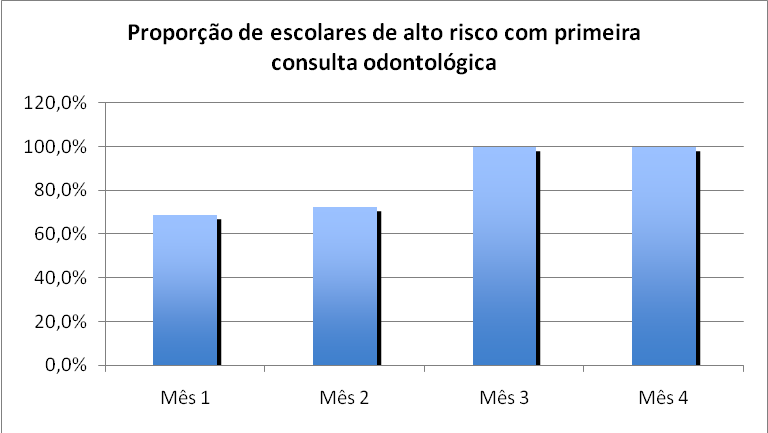 Proporção de escolares de alto risco com primeira
consulta odontológica
120,0%
100,0%
80,0%
60,0%
40,0%
20,0%
0,0%
Mês 1 Mês 2 Mês 3 Mês 4